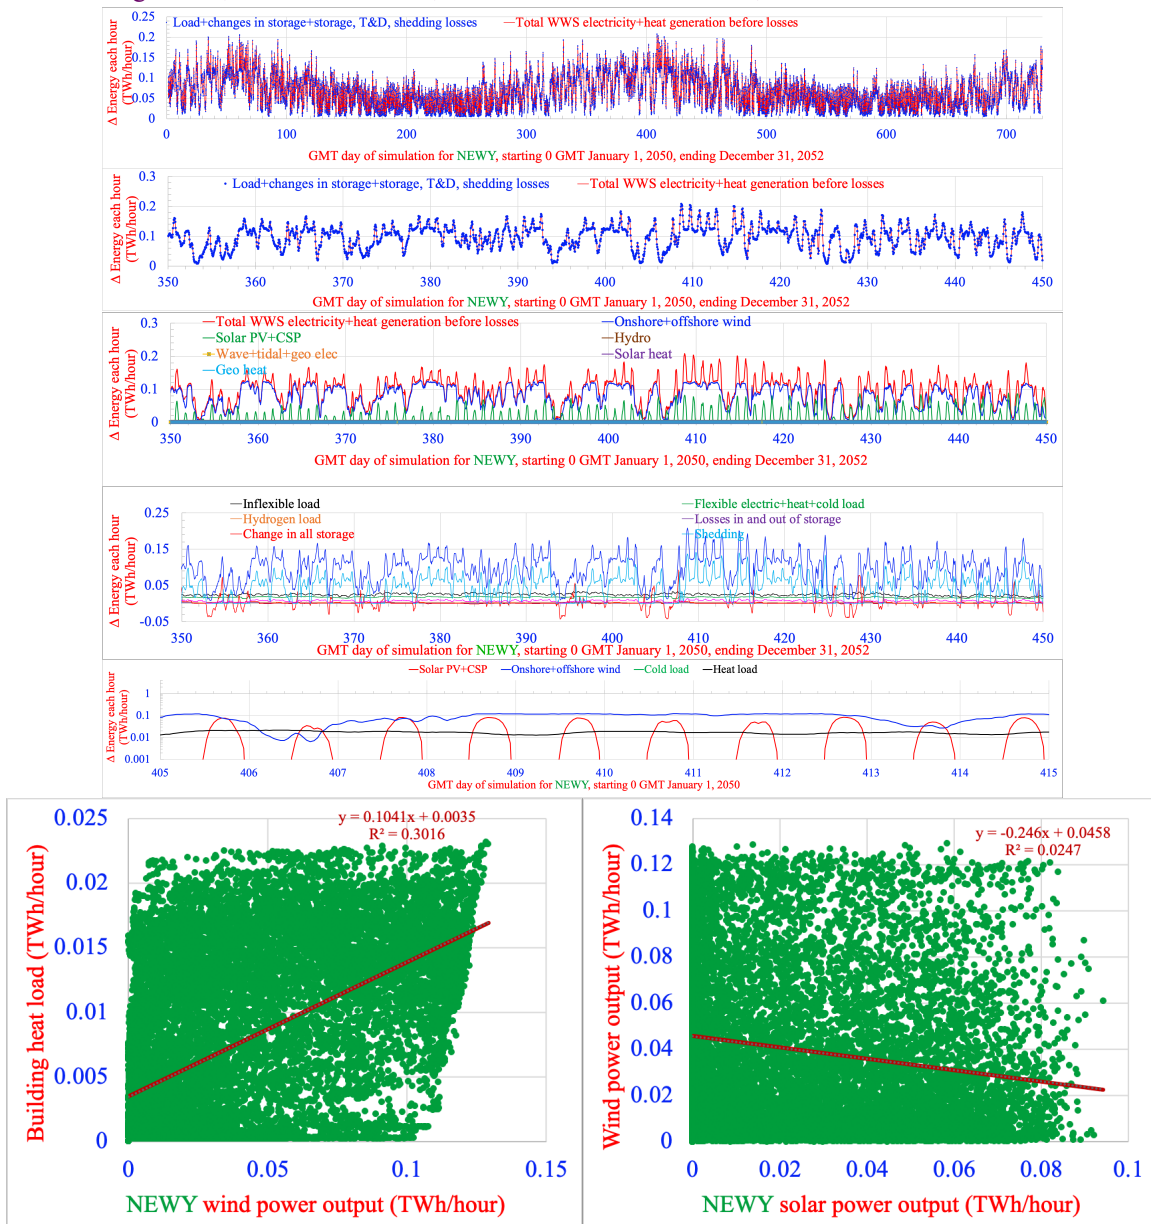 0.25
0.2
0.15
0.1
0.05
0
Δ Energy each hour
(TWh/hour)
Load+changes in storage+storage, T&D, shedding losses
—Total WWS electricity+heat generation before losses
0 100 200 300 400 500 600 700
GMT day of simulation for NEWY, starting 0 GMT January 1, 2050, ending December 31, 2052
0.3
0.2
0.1
0
Δ Energy each hour
(TWh/hour)
Load+changes in storage+storage, T&D, shedding losses
—Total WWS electricity+heat generation before losses
350 360 370 380 390 400 410 420 430 440 450
GMT day of simulation for NEWY, starting 0 GMT January 1, 2050, ending December 31, 2052
0.3
0.2
0.1
0
Δ Energy each hour
(TWh/hour)
Total WWS electricity+heat generation before losses
Onshore+offshore wind
Solar PV+CSP
Hydro
Wave+tidal+geo elec
Solar heat
Geo heat
350 360 370 380 390 400 410 420 430 440 450
GMT day of simulation for NEWY, starting 0 GMT January 1, 2050, ending December 31, 2052
0.25
0.15
0.05
-0.05
Δ Energy each hour
(TWh/hour)
Inflexible load
Flexible electric+heat+cold load
Hydrogen load
Losses in and out of storage
Change in all storage
Shedding
350 360 370 380 390 400 410 420 430 440 450
GMT day of simulation for NEWY, starting 0 GMT January 1, 2050, ending December 31, 2052
Solar PV+CSP Onshore+offshore wind Cold load Heat load
1
0.1
0.01
0.001
Δ Energy each hour
(TWh/hour)
405 406 407 408 409 410 411 412 413 414 415
GMT day of simulation for NEWY, starting 0 GMT January 1, 2050
y = 0.1041x + 0.0035
R² = 0.3016
0.025
0.02
0.015
0.01
0.005
0
Building heat load (TWh/hour)
0 0.05 0.1 0.15
NEWY wind power output (TWh/hour)
y = -0.246x + 0.0458
R² = 0.0247
0.14
0.12
0.1
0.08
0.06
0.04
0.02
0
Wind power output (TWh/hour)
0 0.02 0.04 0.06 0.08 0.1
NEWY solar power output (TWh/hour)